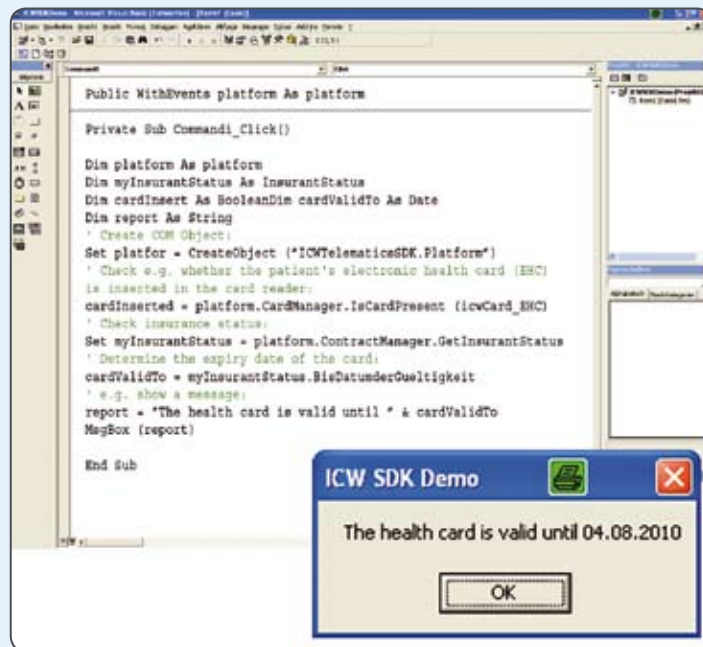 Microsoft Visual Basic
Command1
Click
Public WithEvents platform As platform
Private Sub Command1_Click()
Dim platform As platform
Dim myInsurantStatus As InsurantStatus
Dim cardInsert As BooleanDim cardValidTo As Date
Dim report As String
' Create COM Object:
Set platfor = CreateObject ("ICWTelematicsSDK.Platform")
' Check e.g. whether the patient's electronic health card (EHC)
is inserted in the card reader:
cardInserted = platform.CardManager.IsCardPresent (icwCard_EHC)
' Check insurance status:
Set myInsurantStatus = platform.ContractManager.GetInsurantStatus
' Determine the expiry date of the card:
cardValidTo = myInsurantStatus.BisDatumderGueltigkeit
' e.g. show a message:
report = "The health card is valid until " & cardValidTo
MsgBox (report)
End Sub
ICW SDK Demo
The health card is valid until 04.08.2010
OK